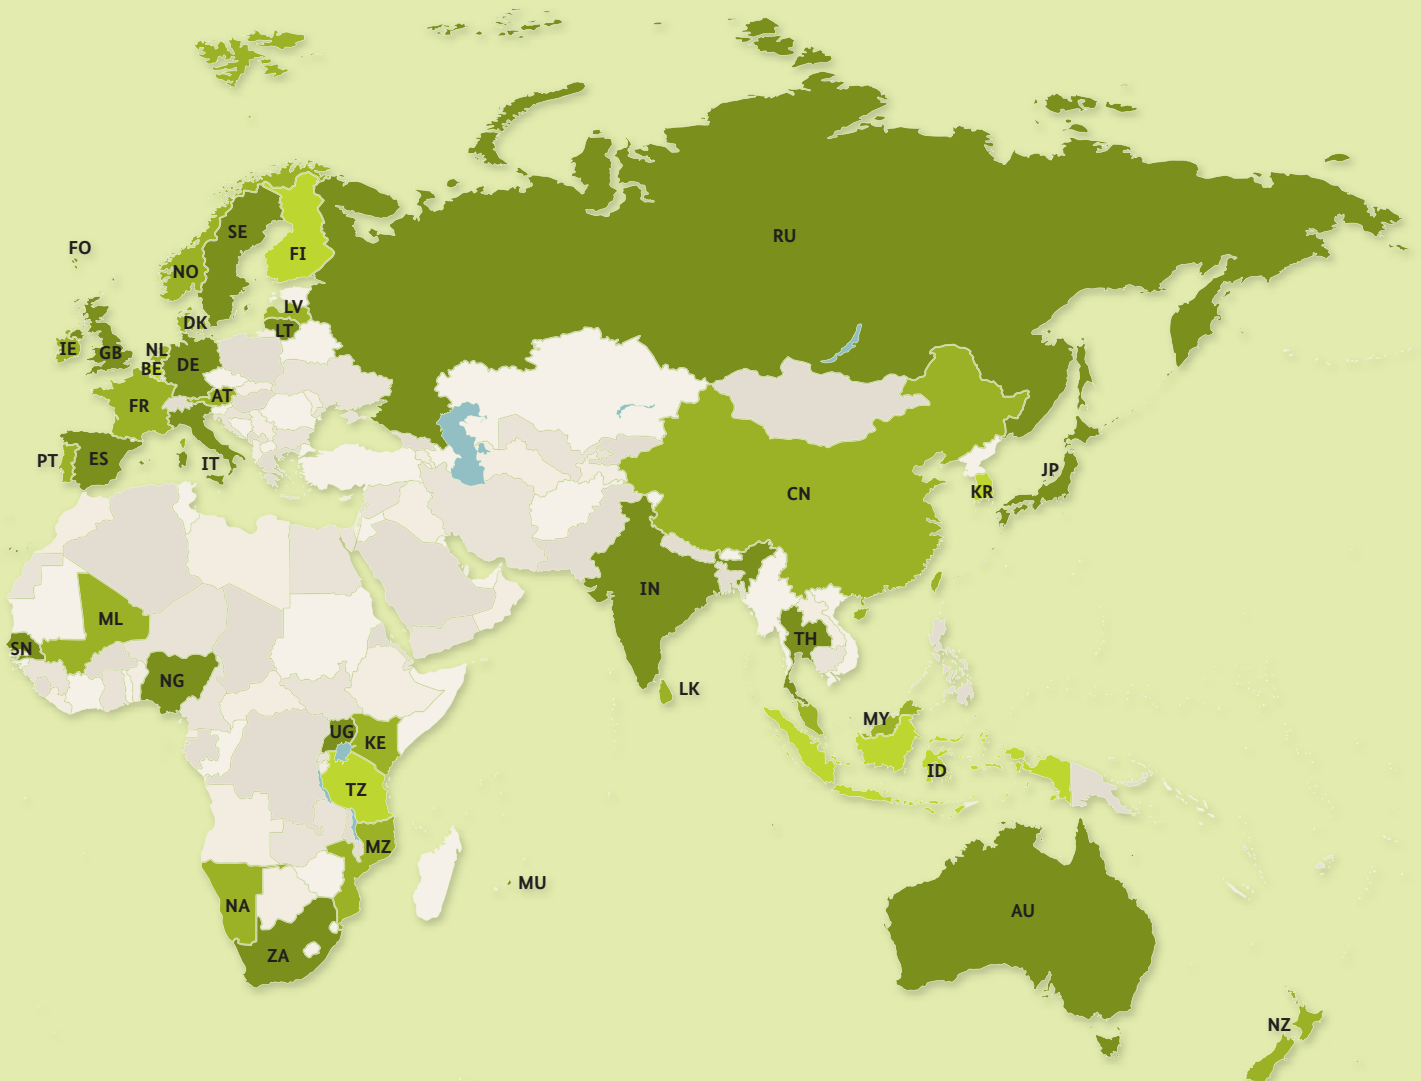 RU
SE
FO
FI
NO
LV
DK
LT
IE
GB
NL
BE
DE
AT
FR
PT
ES
IT
JP
KR
CN
IN
ML
TH
SN
NG
LK
MY
UG
KE
ID
TZ
MZ
MU
NA
AU
ZA
NZ